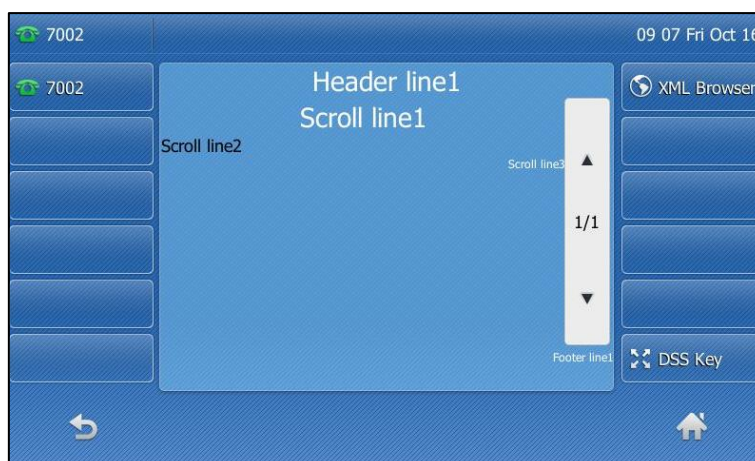 7002
09 07 Fri Oct 16
7002
Header line1
XML Browser
Scroll line1
Scroll line2
Scroll line3
1/1
Footer line1
DSS Key